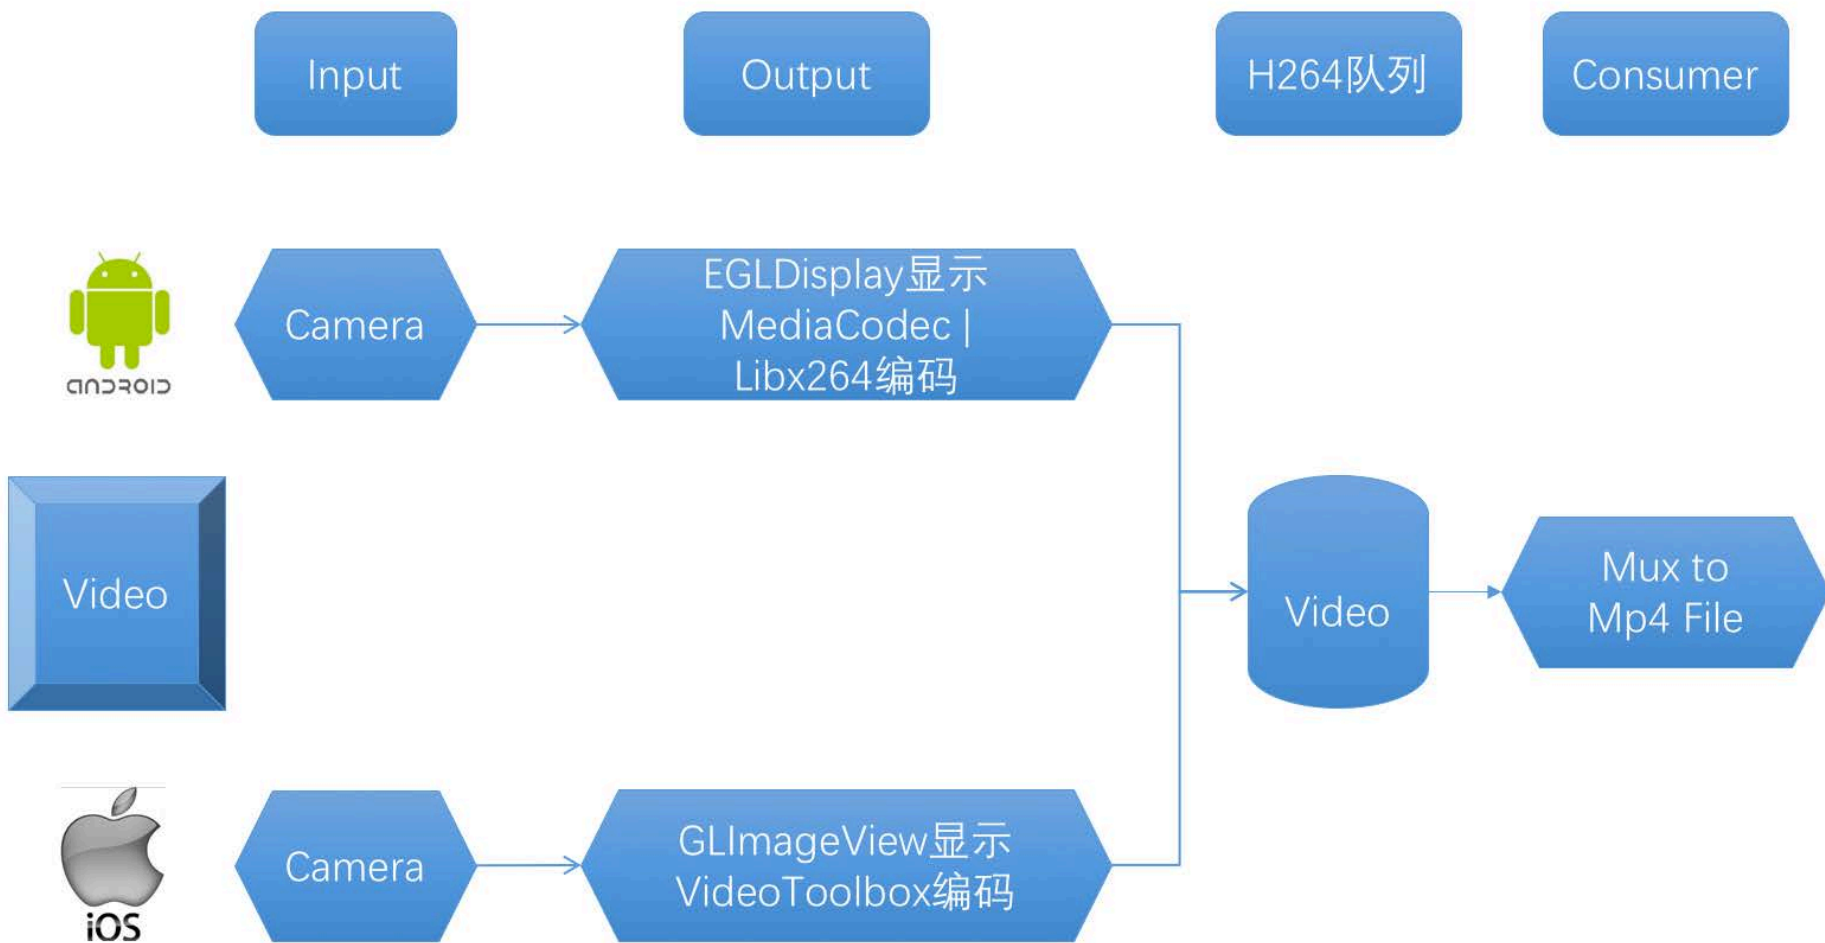 Input
Output
H264队列
Consumer
Camera
EGLDisplay显示
MediaCodec |
Libx264编码
ANDROID
Video
Video
Mux to
Mp4 File
Camera
GLImageView显示
VideoToolbox编码
iOS